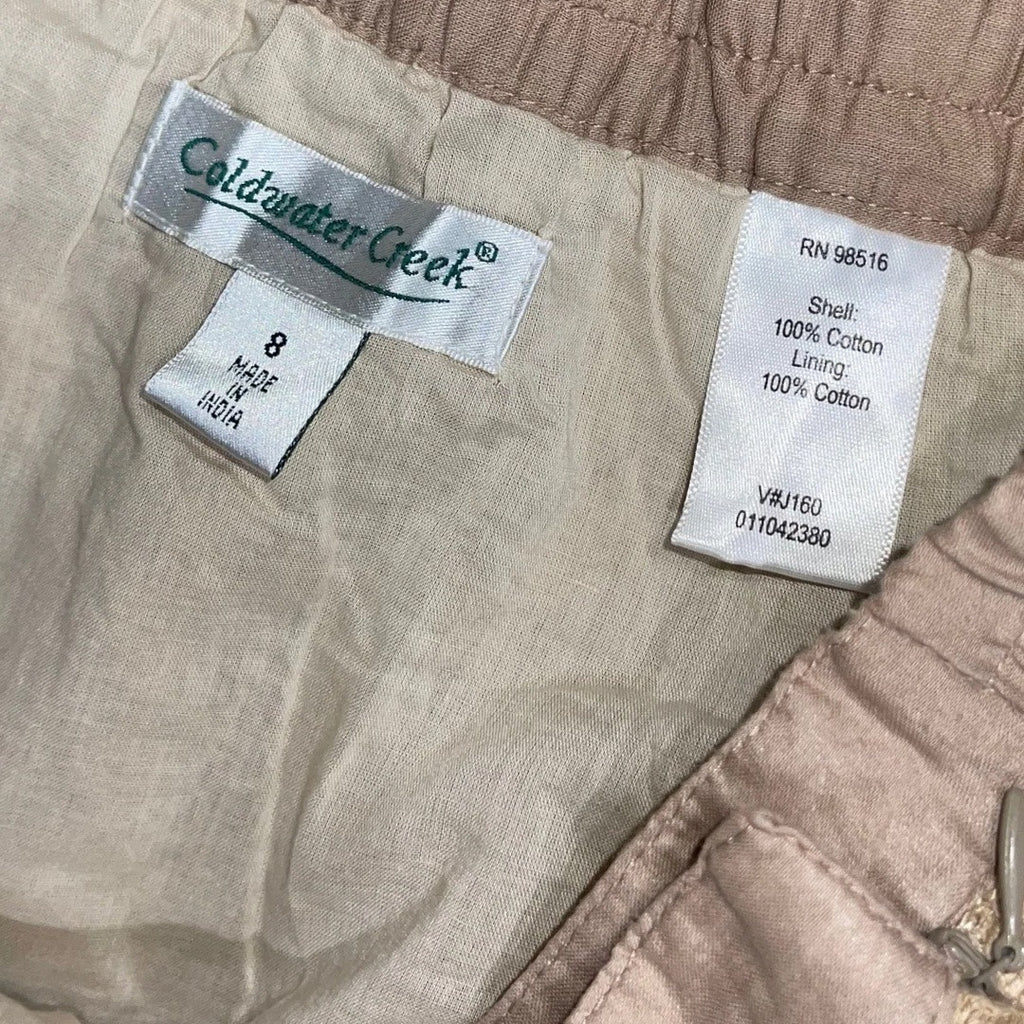 Coldwater Creek®
8
MADE
IN
INDIA
RN 98516
Shell:
100% Cotton
Lining:
100% Cotton
V#J160
011042380